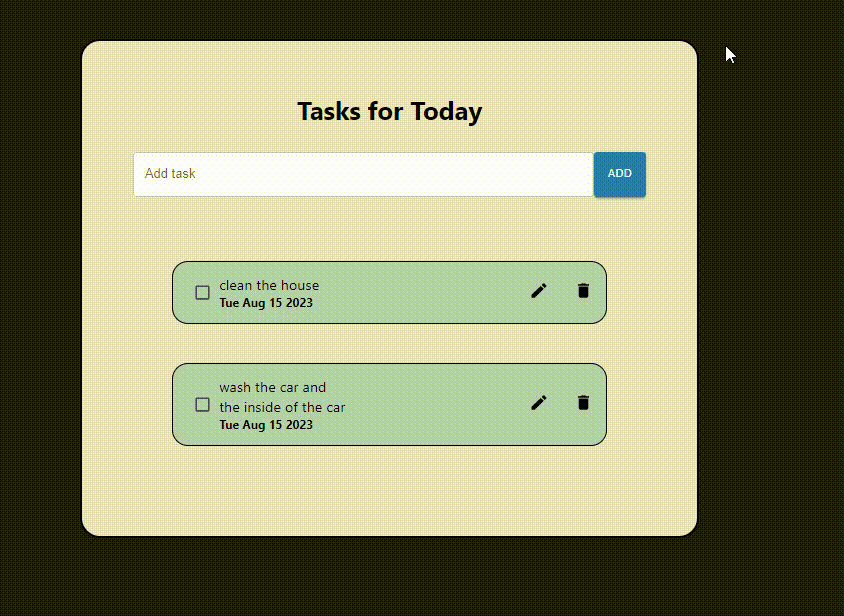 Tasks for Today
Add task
ADD
clean the house
Tue Aug 15 2023
wash the car and
the inside of the car
Tue Aug 15 2023